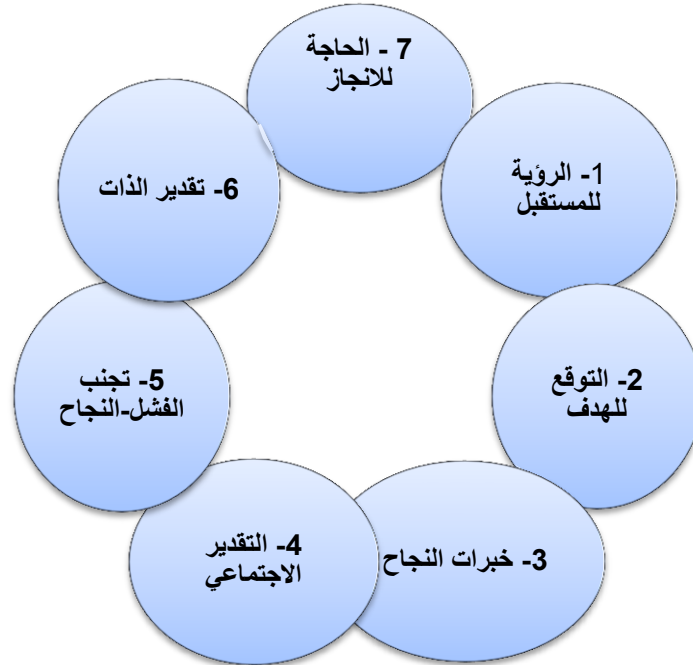 7 - الحاجة
للانجاز
1- الرؤية
للمستقبل
2- التوقع
للهدف
3- خبرات النجاح
4- التقدير
الاجتماعي
5- تجنب
الفشل-النجاح
6- تقدير الذات